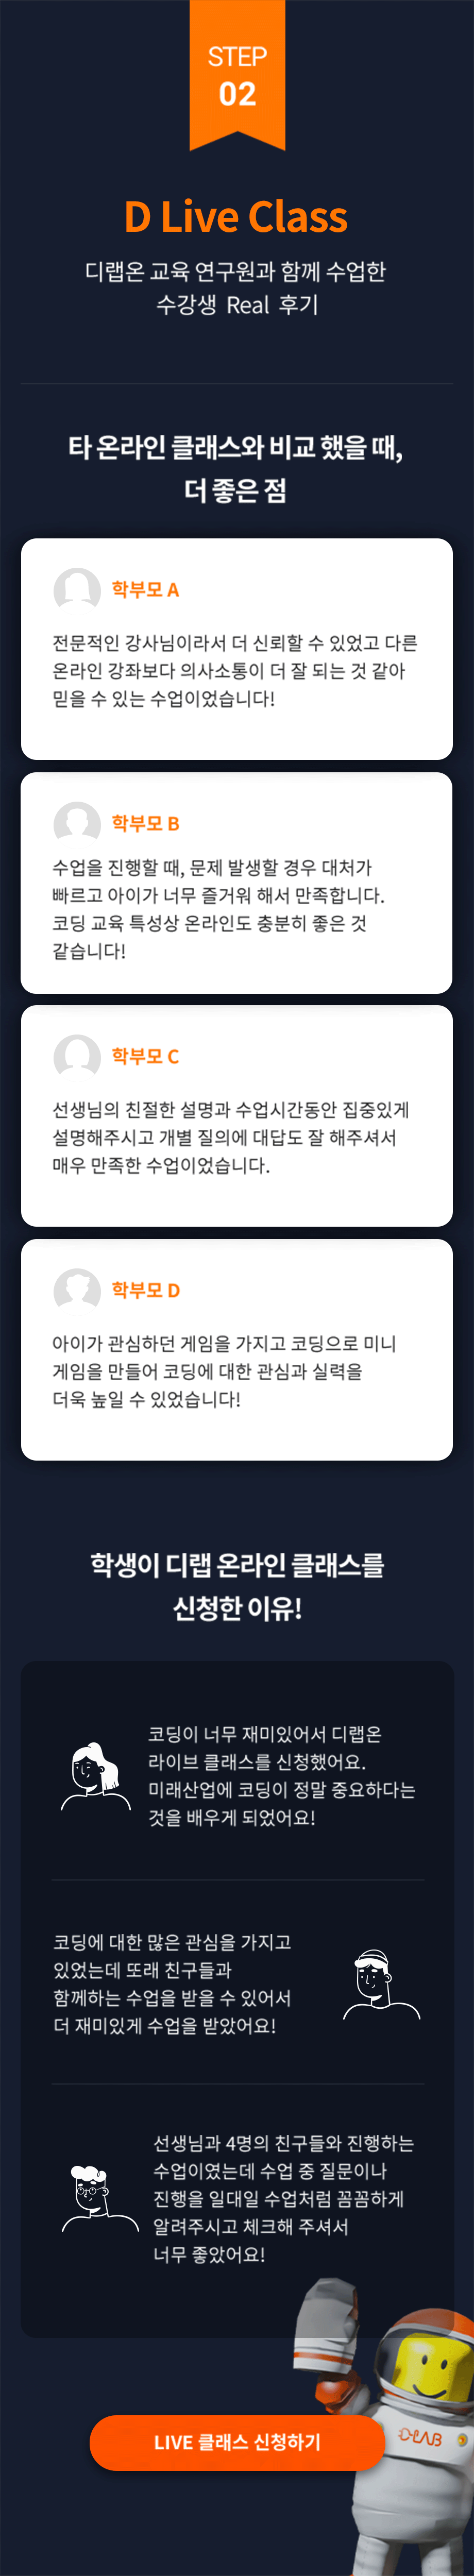 STEP
02
D Live Class
디랩온 교육 연구원과 함께 수업한
수강생 Real 후기
타 온라인 클래스와 비교 했을 때,
더 좋은 점
학부모 A
전문적인 강사님이라서 더 신뢰할 수 있었고 다른
온라인 강좌보다 의사소통이 더 잘 되는 것 같아
믿을 수 있는 수업이었습니다!
학부모 B
수업을 진행할 때, 문제 발생할 경우 대처가
빠르고 아이가 너무 즐거워 해서 만족합니다.
코딩 교육 특성상 온라인도 충분히 좋은 것
같습니다!
학부모 C
선생님의 친절한 설명과 수업시간동안 집중있게
설명해주시고 개별 질의에 대답도 잘 해주셔서
매우 만족한 수업이었습니다.
학부모 D
아이가 관심하던 게임을 가지고 코딩으로 미니
게임을 만들어 코딩에 대한 관심과 실력을
더욱 높일 수 있었습니다!
학생이 디랩 온라인 클래스를
신청한 이유!
코딩이 너무 재미있어서 디랩온
라이브 클래스를 신청했어요.
미래산업에 코딩이 정말 중요하다는
것을 배우게 되었어요!
코딩에 대한 많은 관심을 가지고
있었는데 또래 친구들과
함께하는 수업을 받을 수 있어서
더 재미있게 수업을 받았어요!
선생님과 4명의 친구들와 진행하는
수업이였는데 수업 중 질문이나
진행을 일대일 수업처럼 꼼꼼하게
알려주시고 체크해 주셔서
너무 좋았어요!
D·LAB
LIVE 클래스 신청하기